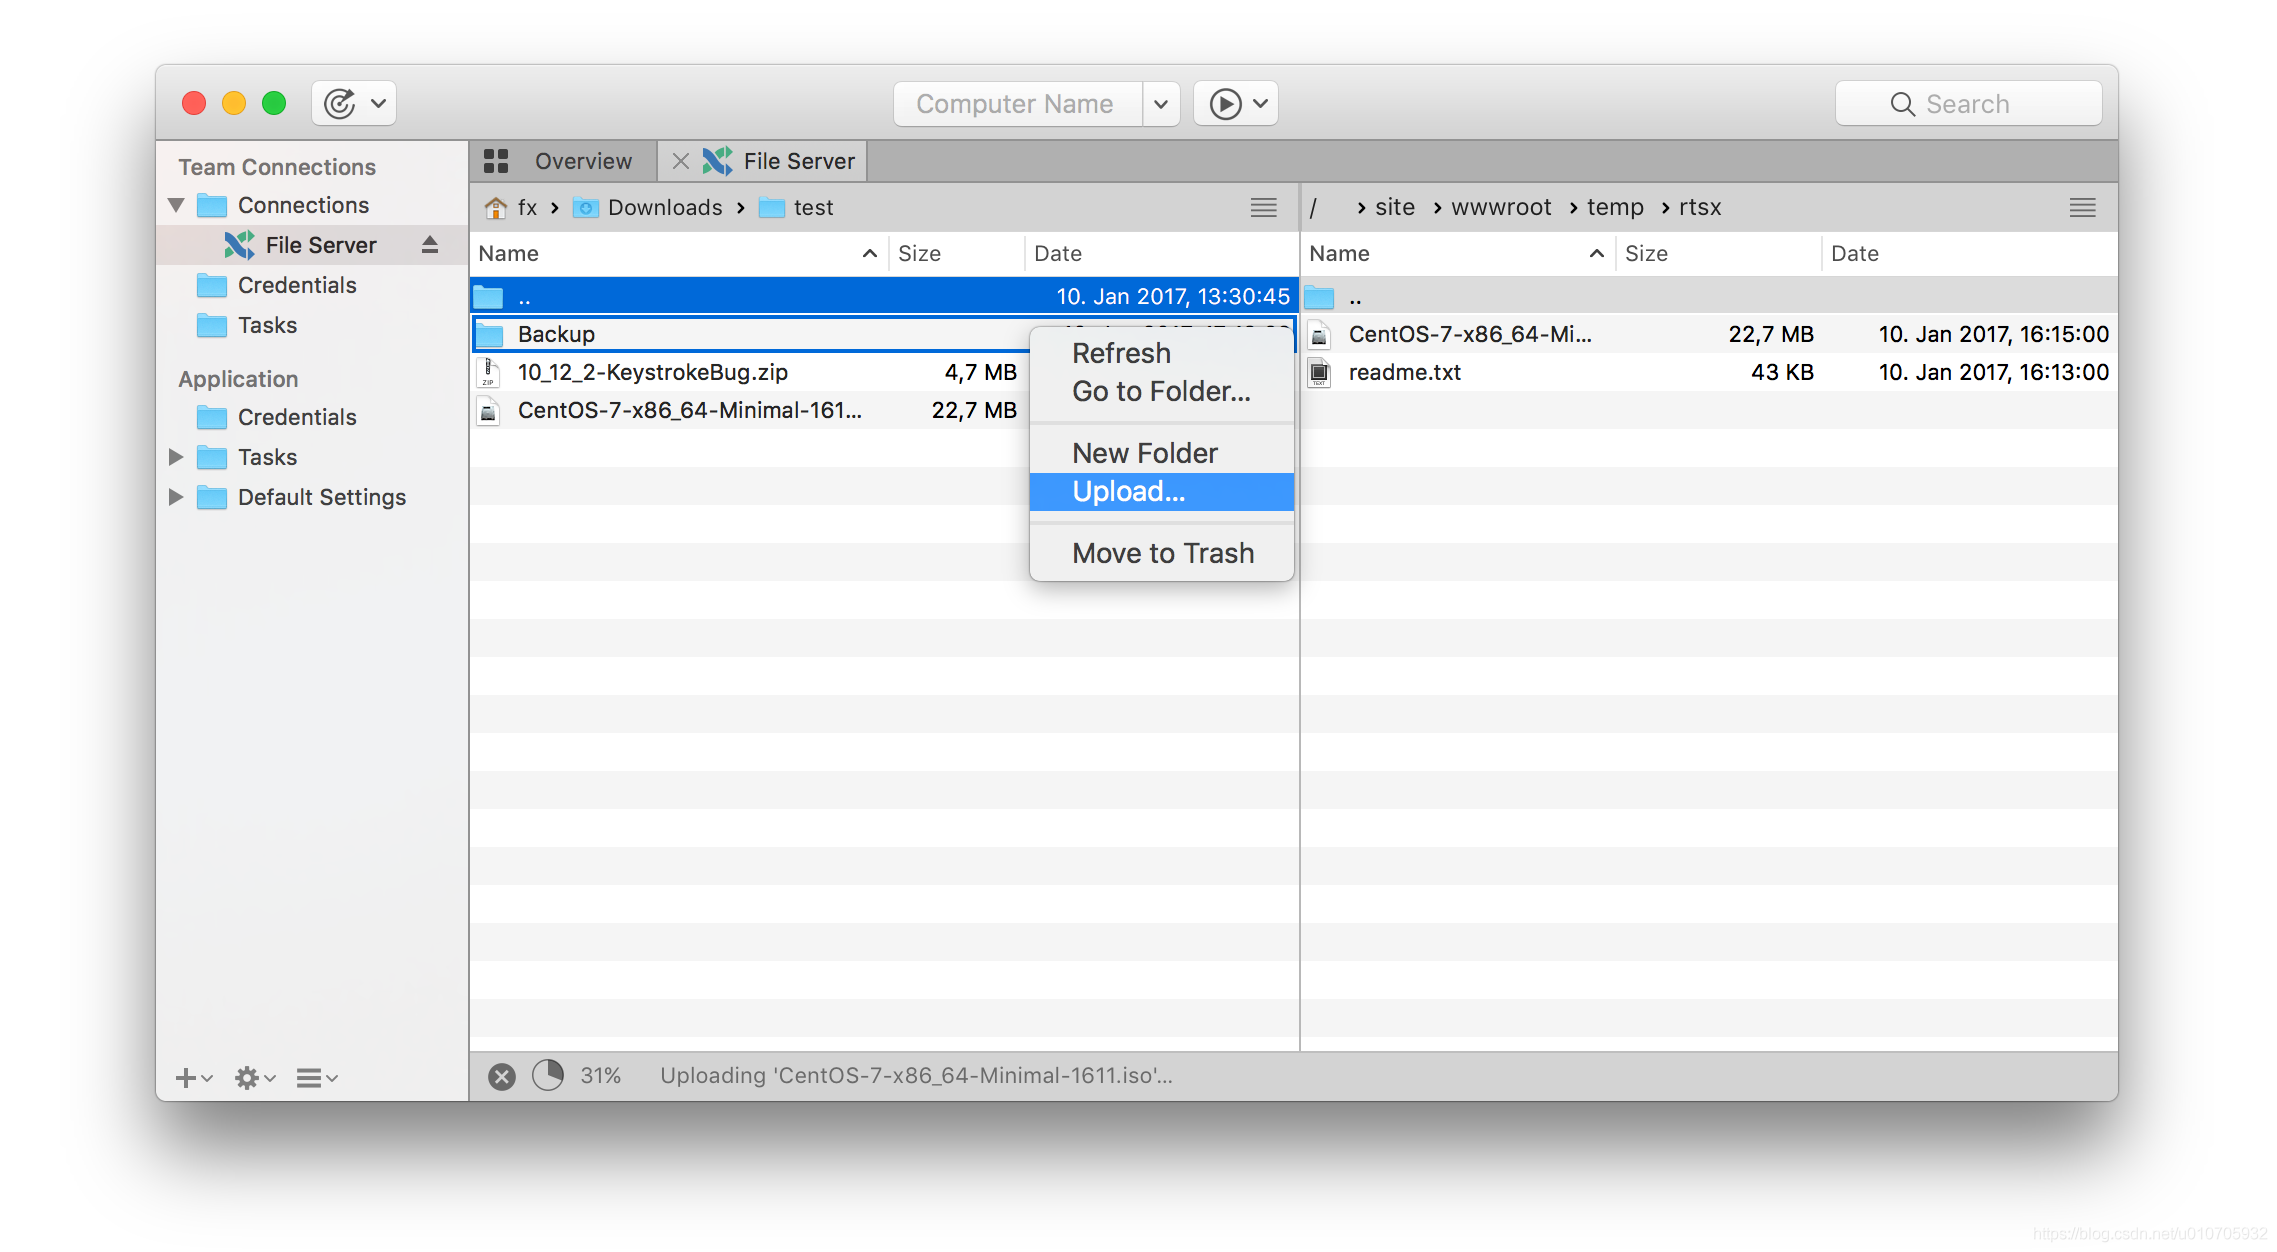 Computer Name
Search
Team Connections
Connections
File Server
Credentials
Tasks
Application
Credentials
Tasks
Default Settings
Overview
File Server
fx › Downloads › test
Name Size Date
.. 10. Jan 2017, 13:30:45
Backup
10_12_2-KeystrokeBug.zip 4,7 MB
CentOS-7-x86_64-Minimal-161... 22,7 MB
Refresh
Go to Folder...
New Folder
Upload...
Move to Trash
/ › site › wwwroot › temp › rtsx
Name Size Date
..
CentOS-7-x86_64-Mi... 22,7 MB 10. Jan 2017, 16:15:00
readme.txt 43 KB 10. Jan 2017, 16:13:00
31% Uploading 'CentOS-7-x86_64-Minimal-1611.iso'...
https://blog.csdn.net/u010705932